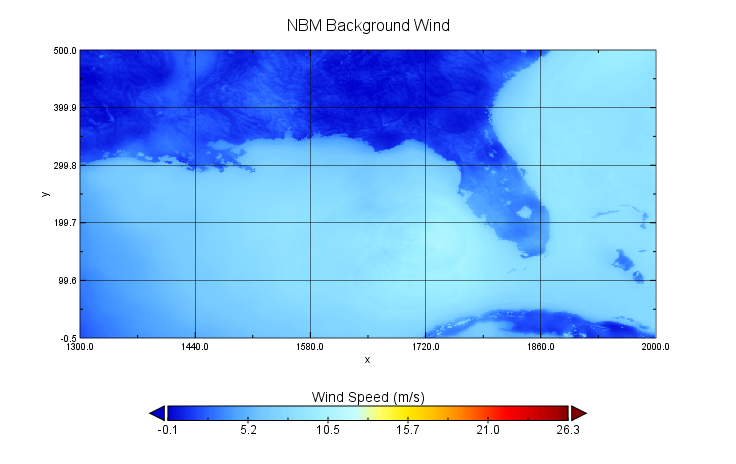 NBM Background Wind
500.0
399.9
299.8
y
199.7
99.6
-0.5
1300.0 1440.0 1580.0 1720.0 1860.0 2000.0
x
Wind Speed (m/s)
-0.1 5.2 10.5 15.7 21.0 26.3